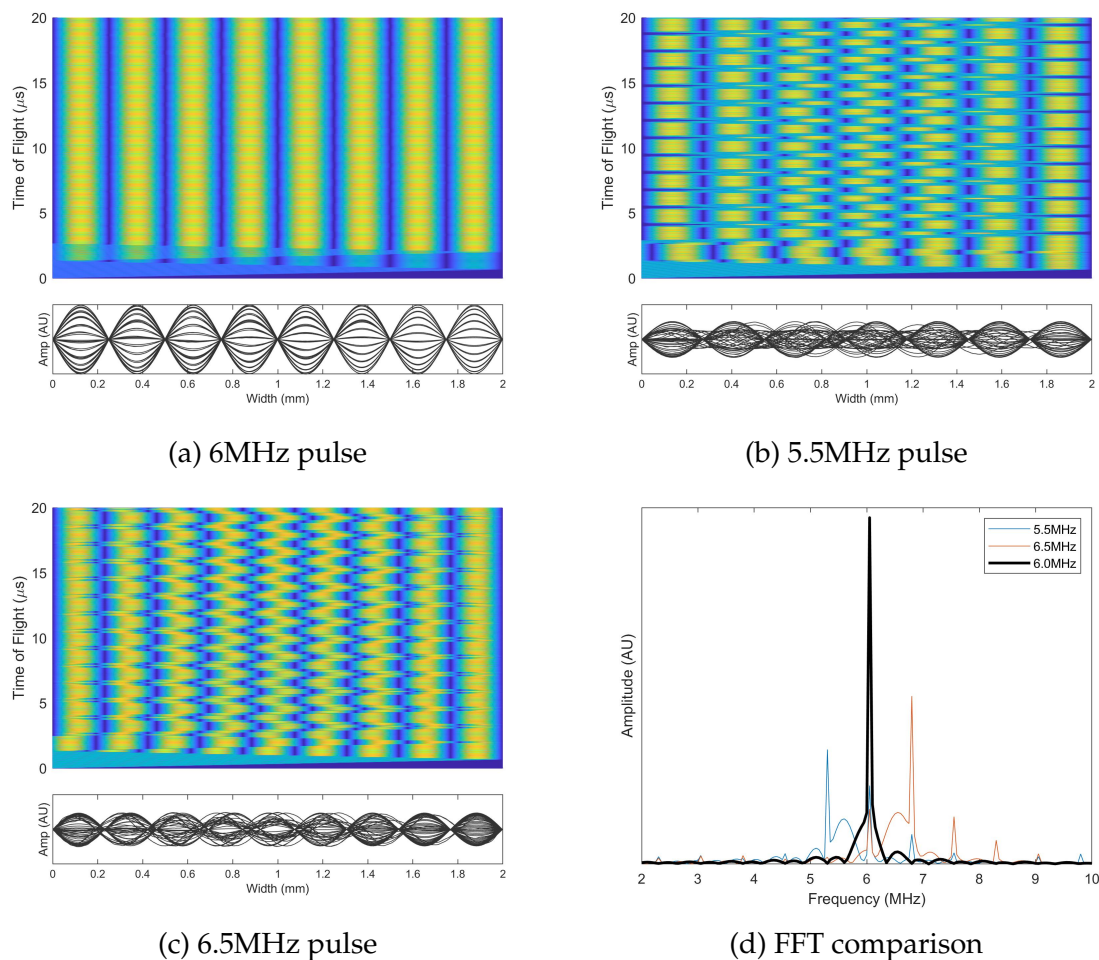 20
15
10
5
0
Time of Flight (μs)
Amp (AU)
0 0.2 0.4 0.6 0.8 1 1.2 1.4 1.6 1.8 2
Width (mm)
(a) 6MHz pulse
20
15
10
5
0
Time of Flight (μs)
Amp (AU)
0 0.2 0.4 0.6 0.8 1 1.2 1.4 1.6 1.8 2
Width (mm)
(b) 5.5MHz pulse
20
15
10
5
0
Time of Flight (μs)
Amp (AU)
0 0.2 0.4 0.6 0.8 1 1.2 1.4 1.6 1.8 2
Width (mm)
(c) 6.5MHz pulse
5.5MHz
6.5MHz
6.0MHz
Amplitude (AU)
2 3 4 5 6 7 8 9 10
Frequency (MHz)
(d) FFT comparison